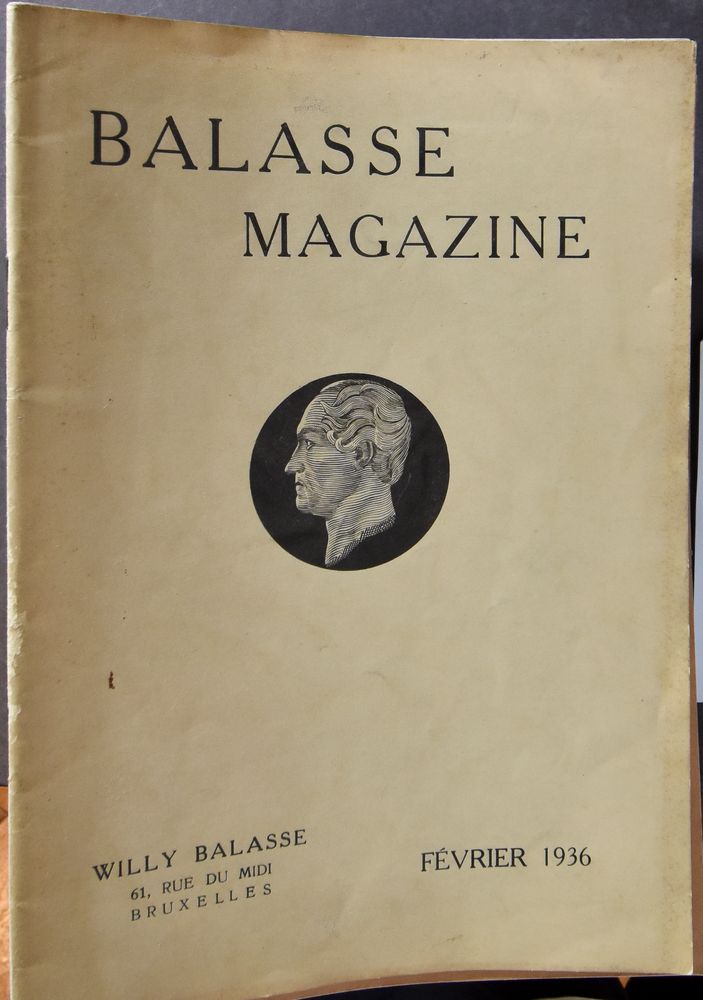 BALASSE
MAGAZINE
WILLY BALASSE
61, RUE DU MIDI
BRUXELLES
FÉVRIER 1936